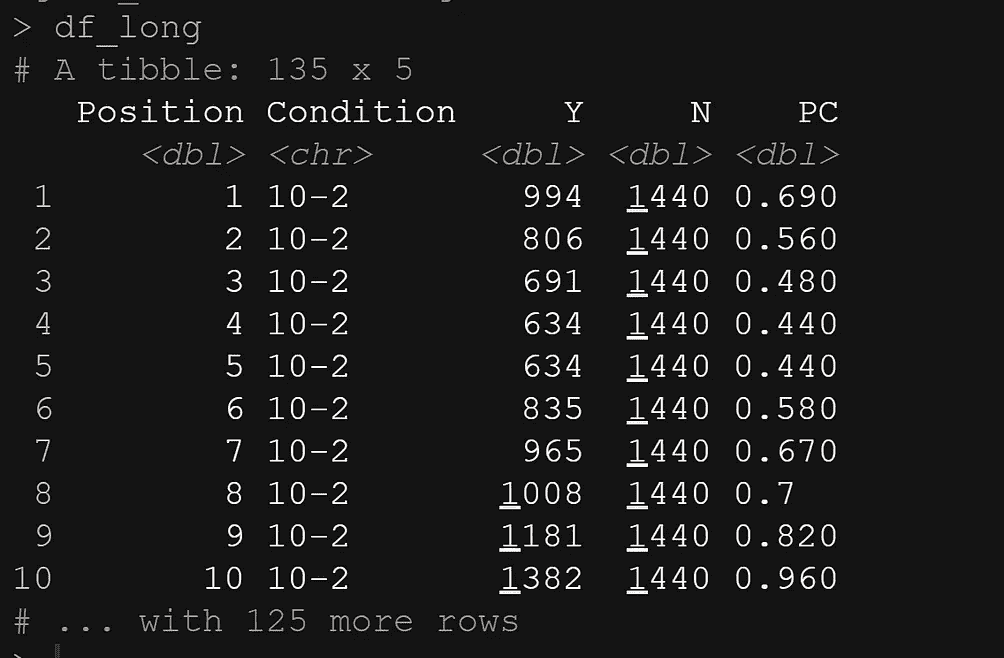 > df_long
# A tibble: 135 x 5
Position Condition Y N PC
<dbl> <chr> <dbl> <dbl> <dbl>
1 1 10-2 994 1440 0.690
2 2 10-2 806 1440 0.560
3 3 10-2 691 1440 0.480
4 4 10-2 634 1440 0.440
5 5 10-2 634 1440 0.440
6 6 10-2 835 1440 0.580
7 7 10-2 965 1440 0.670
8 8 10-2 1008 1440 0.7
9 9 10-2 1181 1440 0.820
10 10 10-2 1382 1440 0.960
# ... with 125 more rows
>